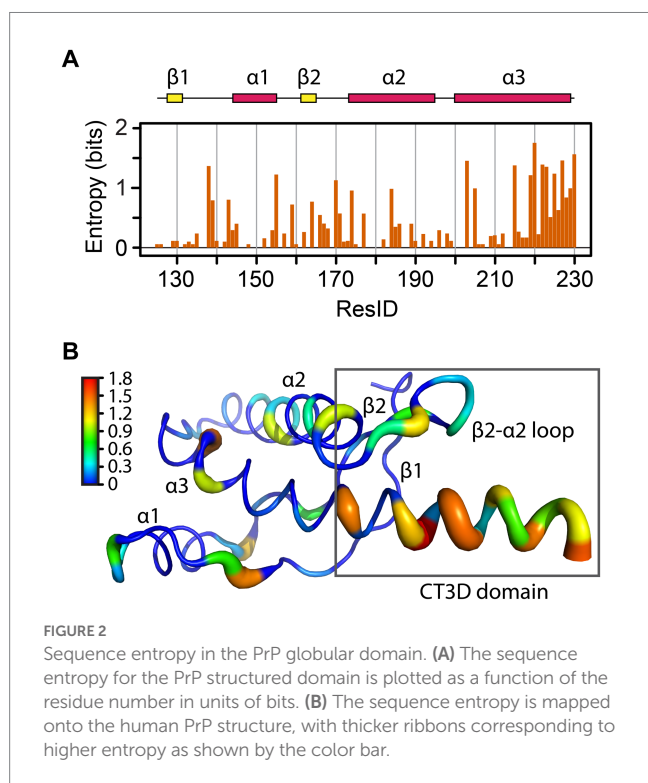 A
β1 α1 β2 α2 α3
2
1
0
Entropy (bits)
130 150 170 190 210 230
ResID
B
1.8
1.5
1.2
0.9
0.6
0.3
0
α2
β2
β2-α2 loop
β1
α3
α1
CT3D domain
FIGURE 2
Sequence entropy in the PrP globular domain. (A) The sequence
entropy for the PrP structured domain is plotted as a function of the
residue number in units of bits. (B) The sequence entropy is mapped
onto the human PrP structure, with thicker ribbons corresponding to
higher entropy as shown by the color bar.